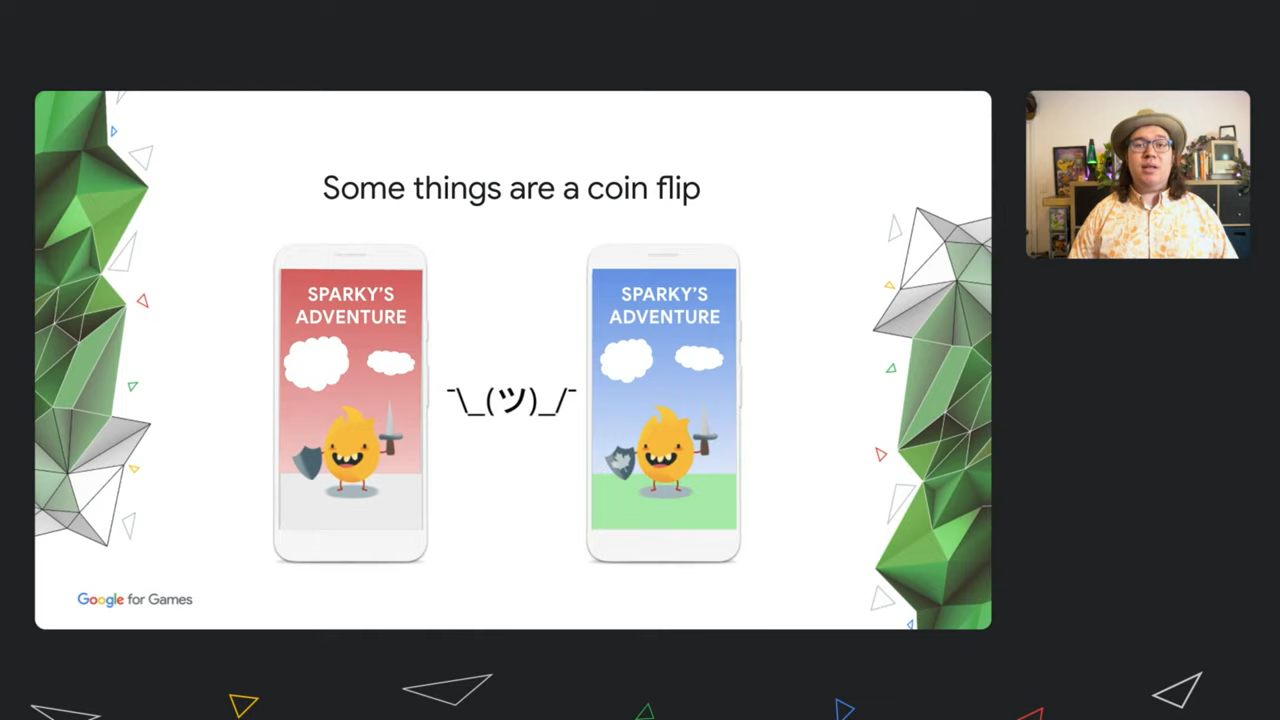 Some things are a coin flip
SPARKY'S
ADVENTURE
¯\_(ツ)_/¯
SPARKY'S
ADVENTURE
Google for Games